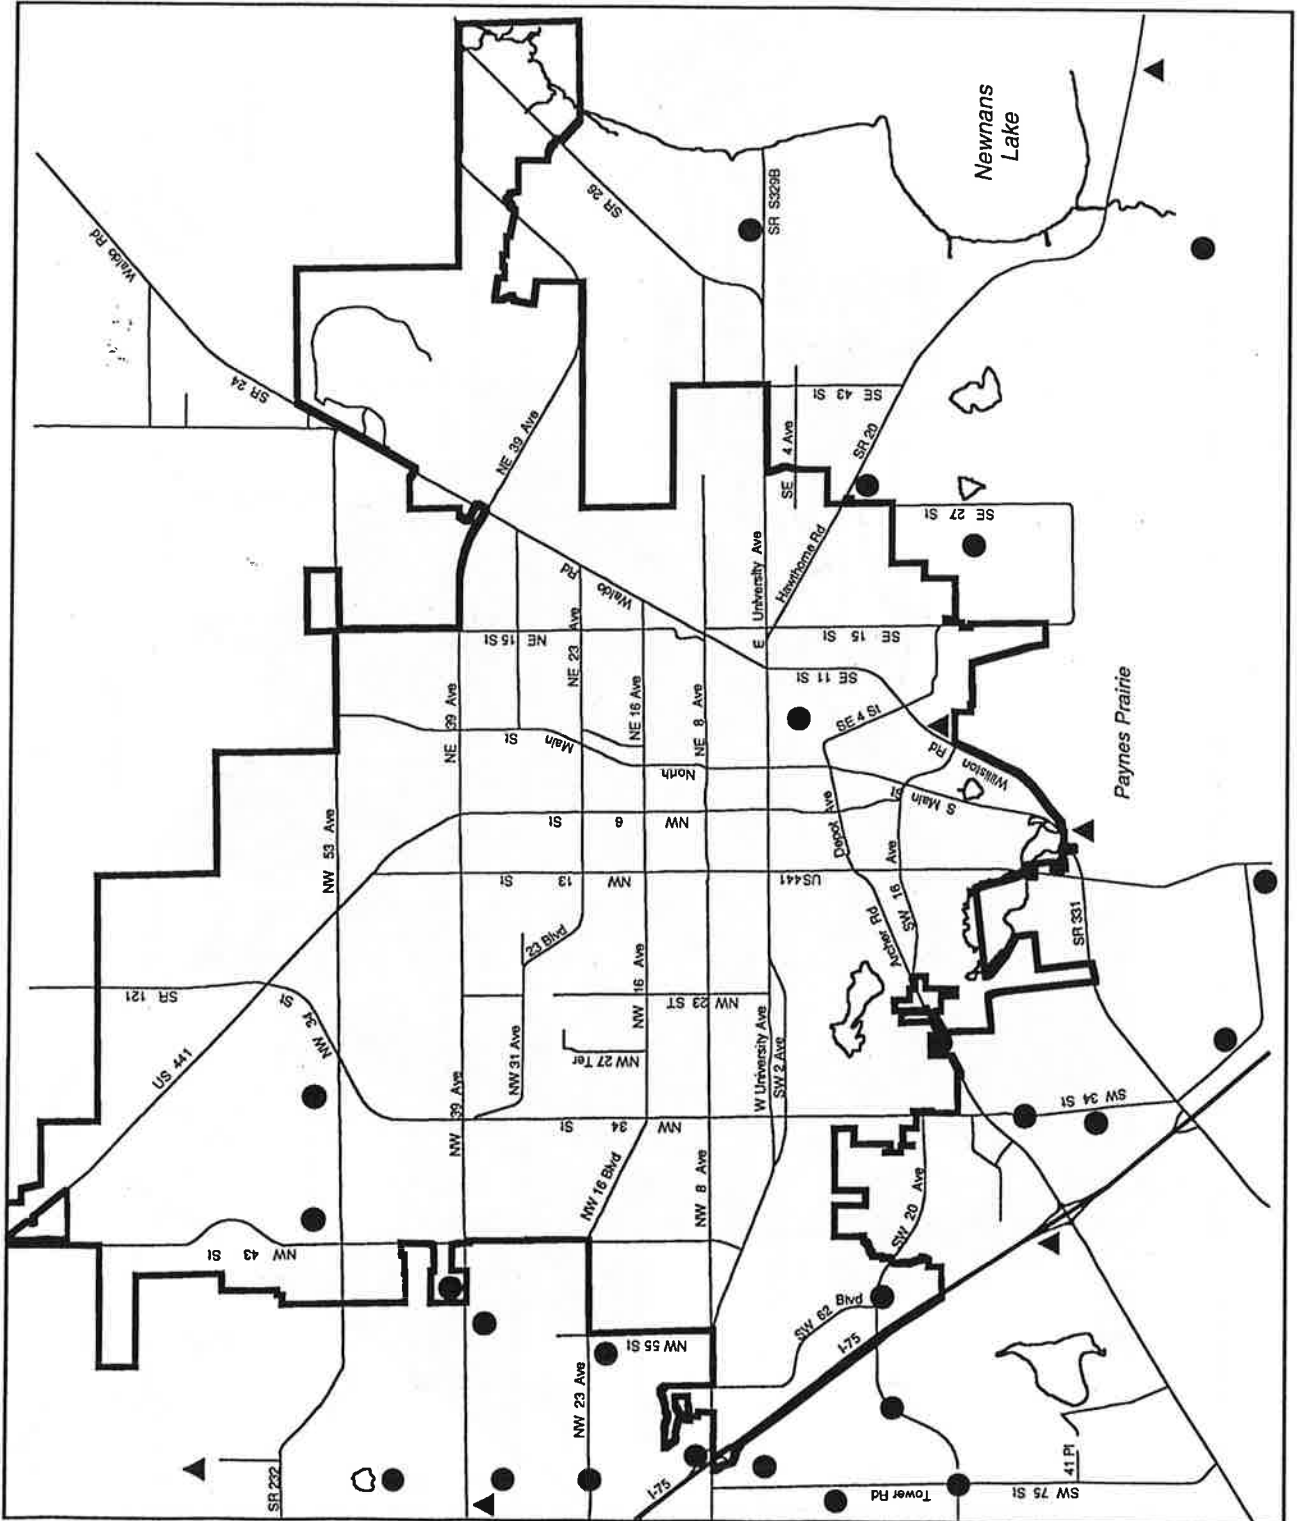 Newnans
Lake
Waldo Rd
SR 26
SR S329B
SR 24
NE 39 Ave
SE 43 St
SE 4 Ave
SR 20
SE 27 St
Hawthorne Rd
E University Ave
Waldo Rd
NE 15 St
NE 23 Ave
SE 15 St
SE 11 St
NE 39 Ave
NE 16 Ave
NE 8 Ave
Main St
North
SE 4 St
Williston Rd
Paynes Prairie
S Main St
NW 53 Ave
NW 6 St
Depot Ave
NW 13 St
US441
SW 16 Ave
Archer Rd
SR 331
23 Blvd
SR 121
NW 34 St
US 441
NW 16 Ave
NW 23 ST
NW 31 Ave
NW 27 Ter
W University Ave
SW 2 Ave
NW 39 Ave
NW 34 St
SW 34 St
NW 16 Blvd
NW 8 Ave
SW 20 Ave
NW 43 St
SW 62 Blvd
I-75
NW 55 St
NW 23 Ave
SR 232
I-75
Tower Rd
41 Pl
SW 75 St